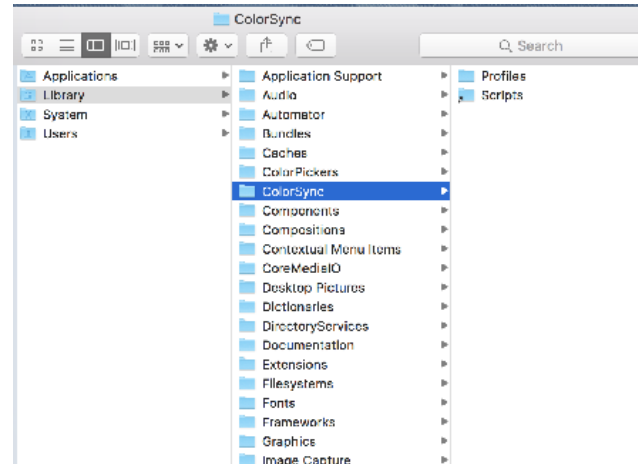 ColorSync
Search
Applications
Library
System
Users
Application Support
Audio
Automator
Bundles
Caches
ColorPickers
ColorSync
Components
Compositions
Contextual Menu Items
CoreMediaIO
Desktop Pictures
Dictionaries
DirectoryServices
Documentation
Extensions
Filesystems
Fonts
Frameworks
Graphics
Image Capture
Profiles
Scripts